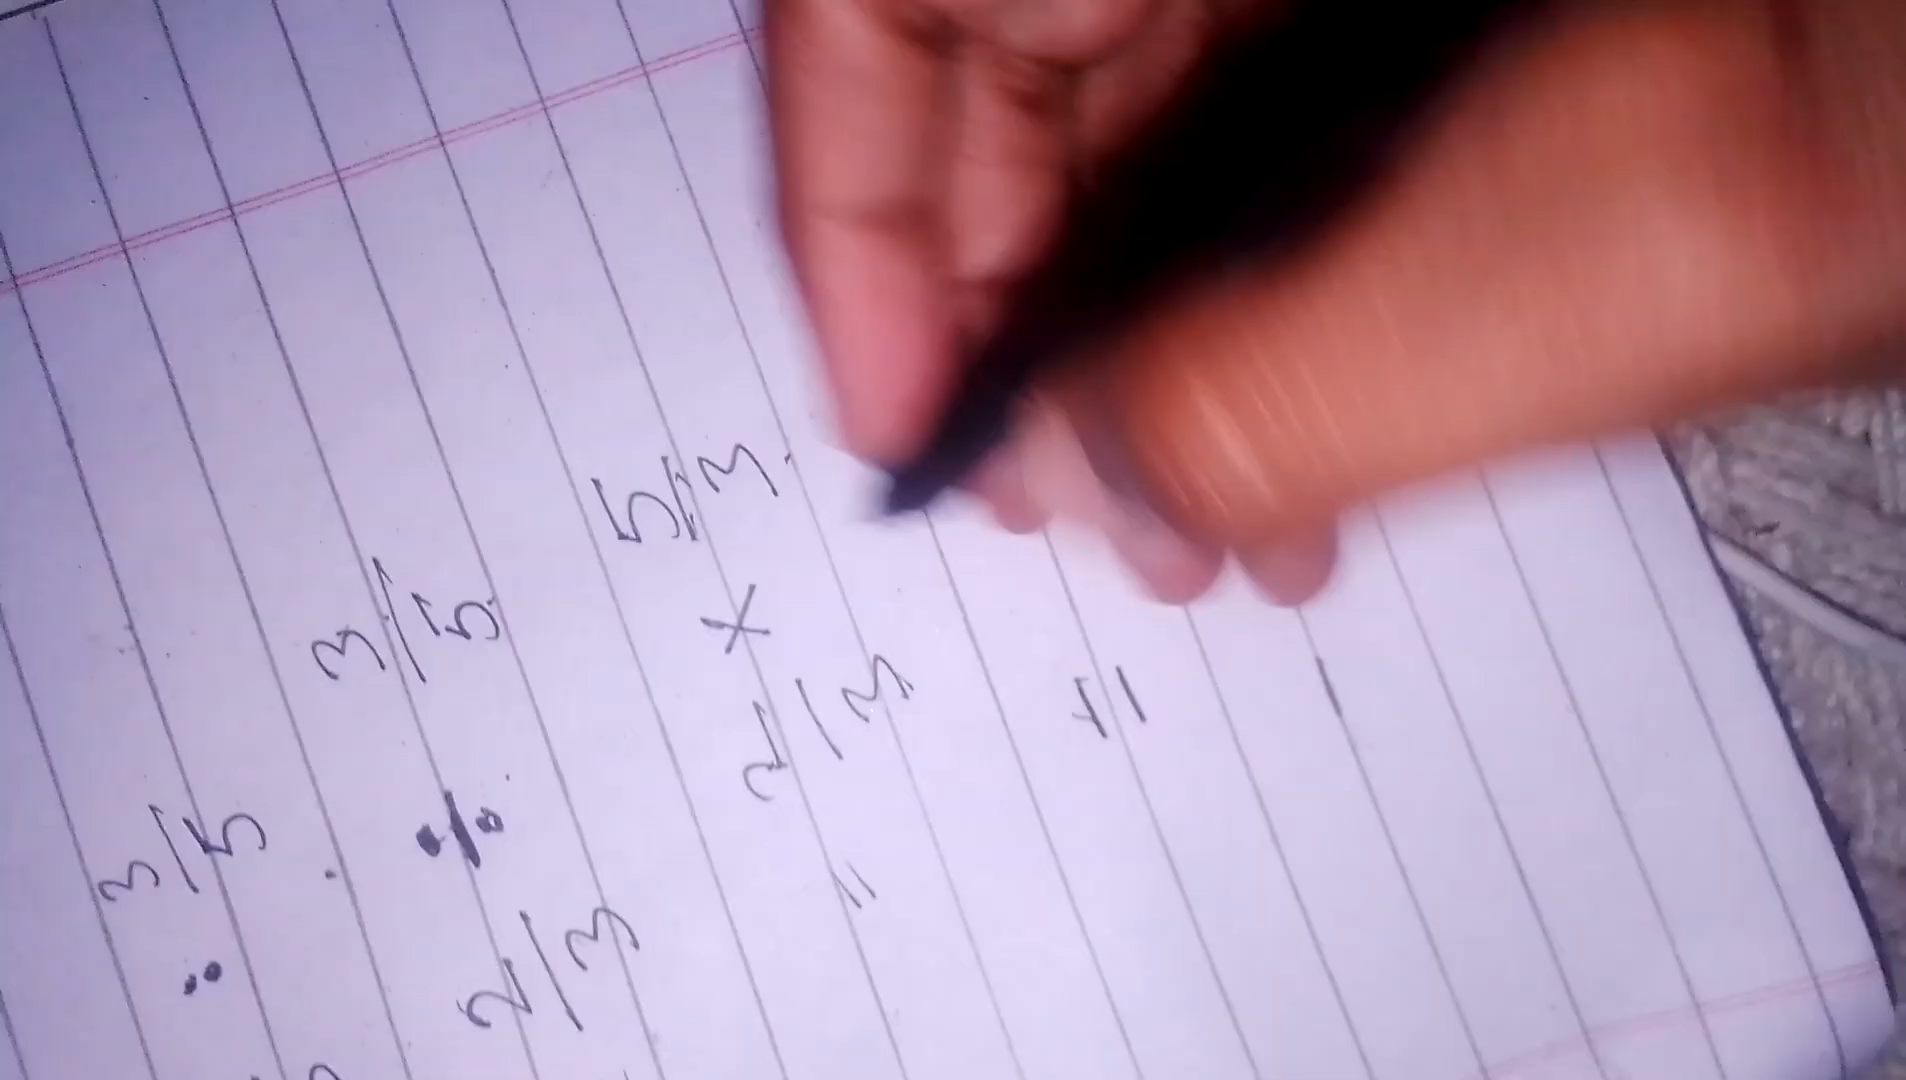 : 3/5
2/3 ÷ 3/5
= 2/3 × 5/3
=